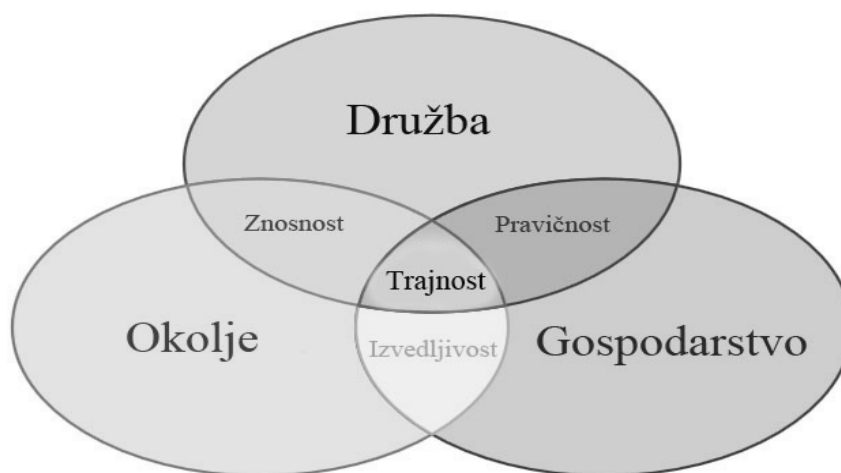 Družba
Znosnost
Pravičnost
Trajnost
Okolje
Izvedljivost
Gospodarstvo